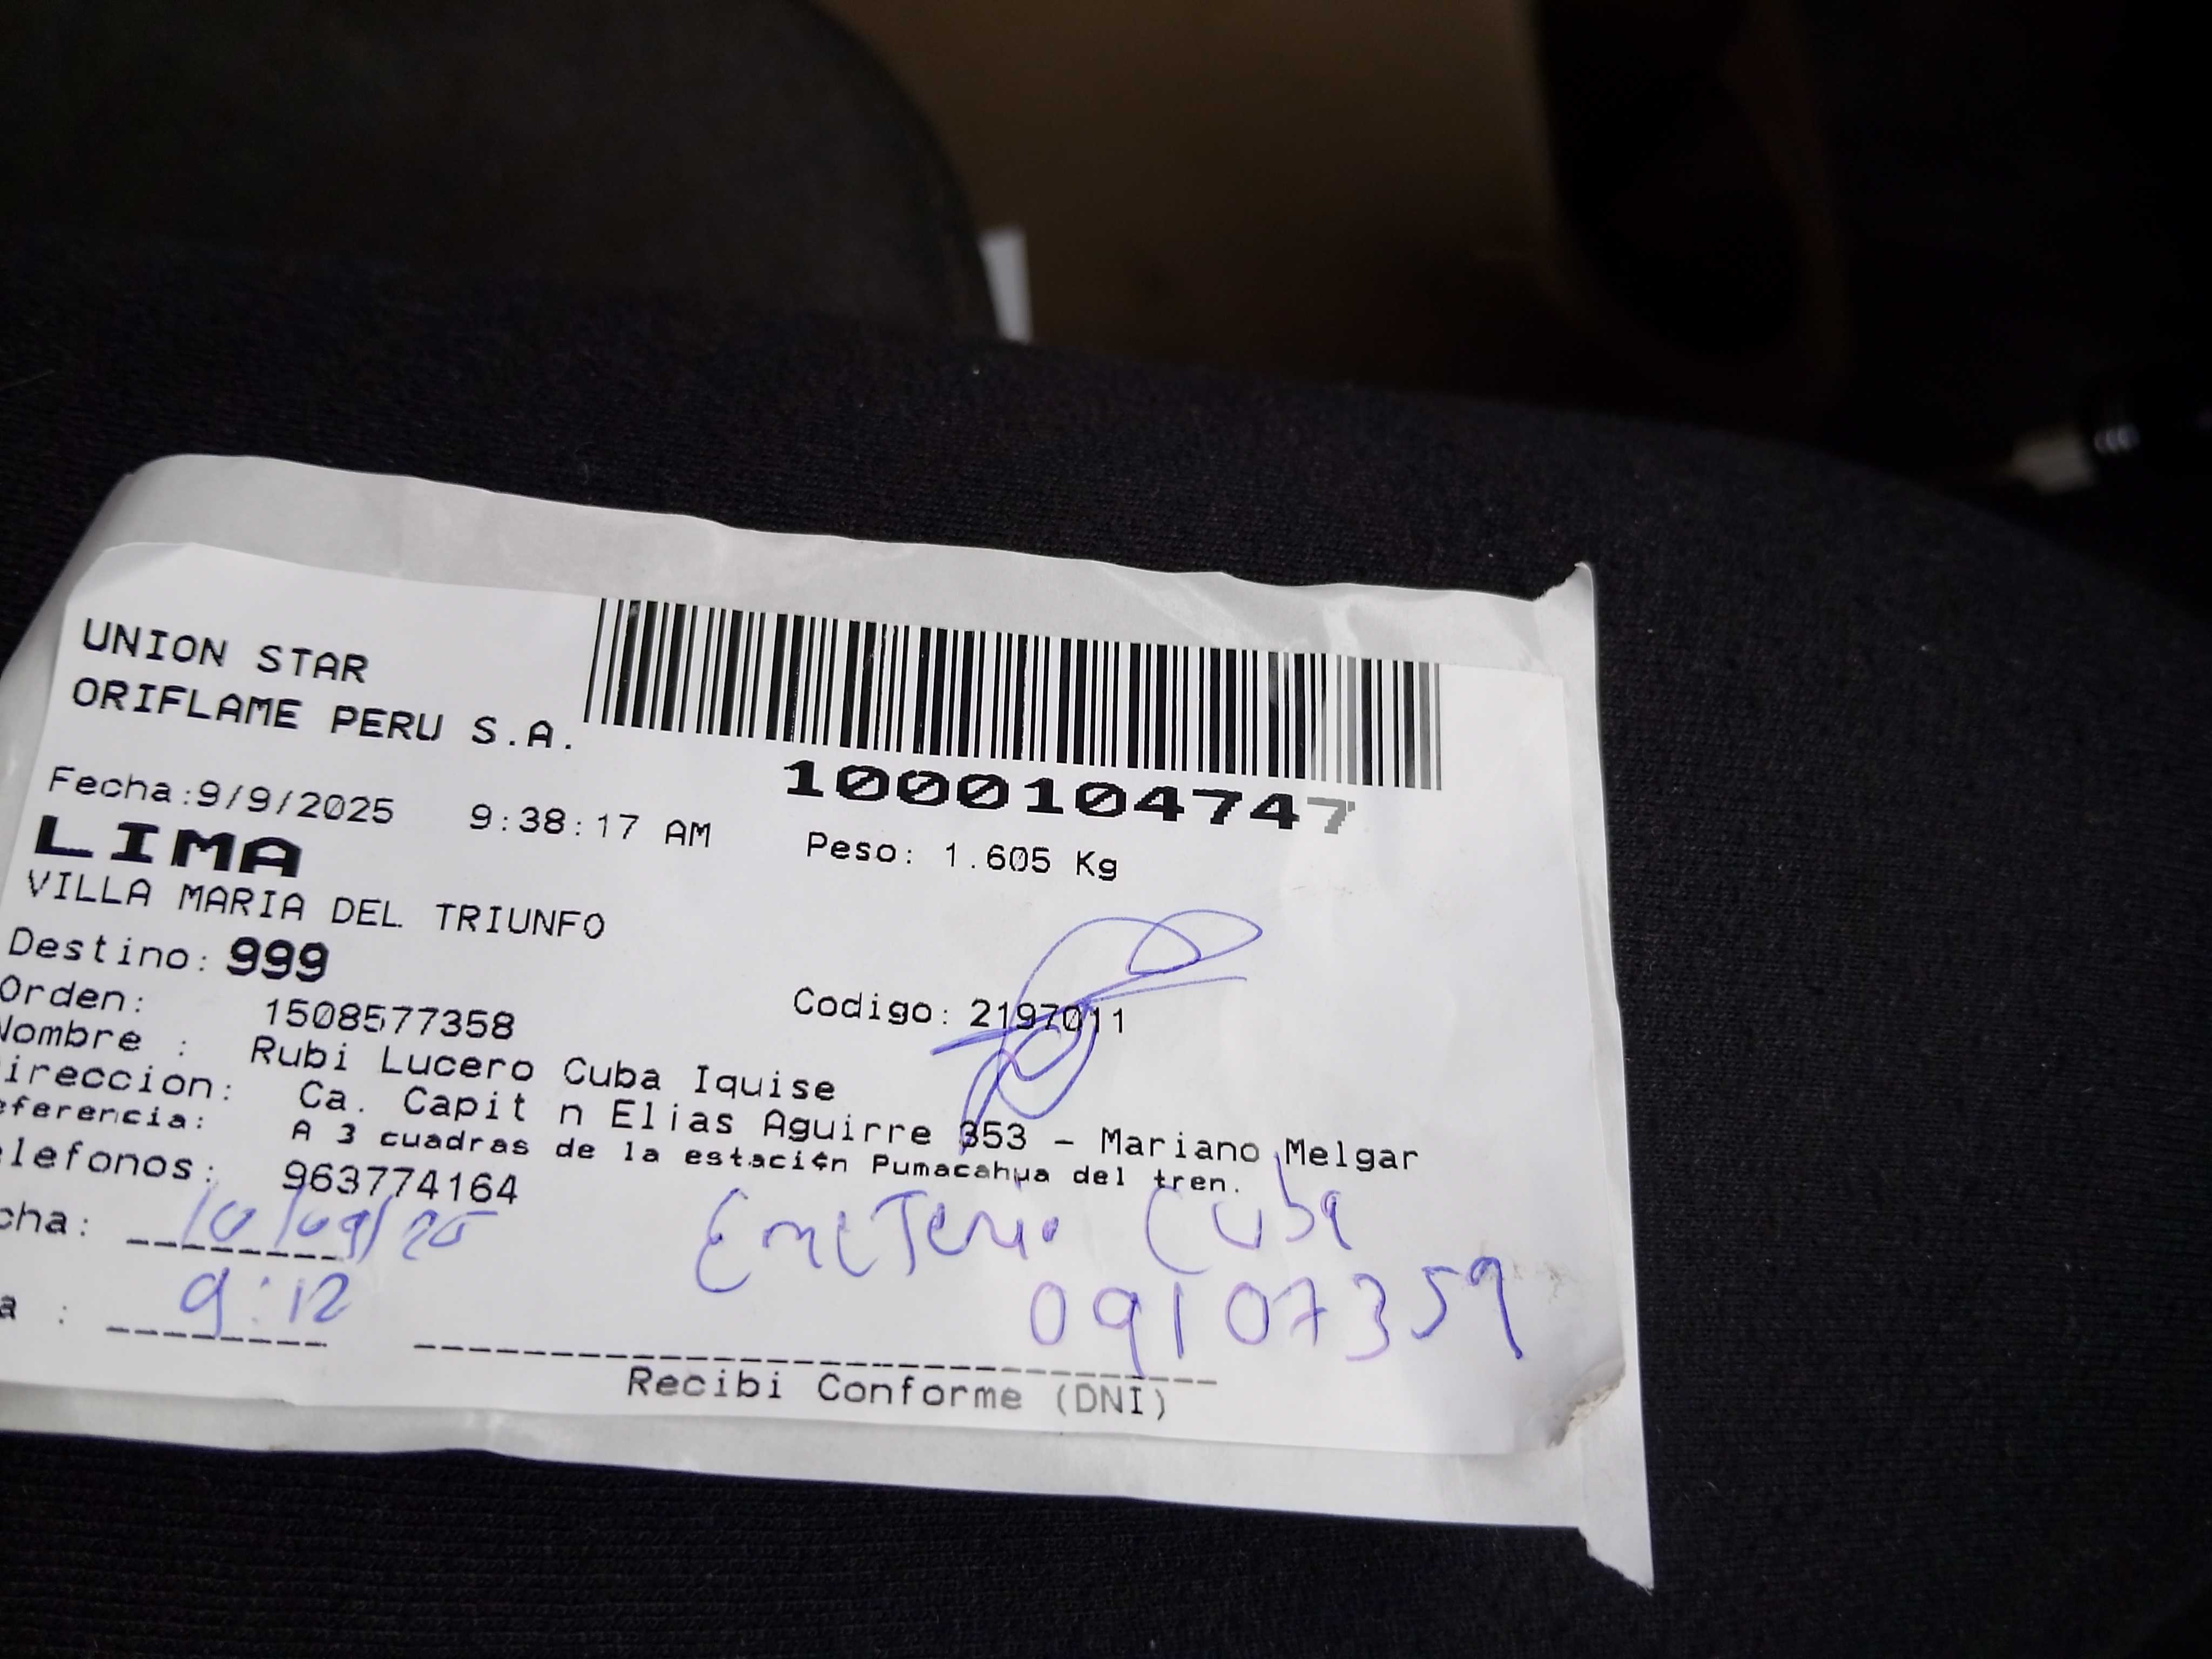 UNION STAR
ORIFLAME PERU S.A.
1000104747
Fecha:9/9/2025 9:38:17 AM
Peso: 1.605 Kg
LIMA
VILLA MARIA DEL TRIUNFO
Destino: 999
Orden: 1508577358
Codigo: 2197011
Nombre : Rubi Lucero Cuba Iquise
ireccion: Ca. Capit n Elias Aguirre 353 - Mariano Melgar
eferencia: A 3 cuadras de la estaci¢n Pumacahua del tren.
elefonos: 963774164
cha: 10/09/25
Emeterio Cuba
a : 9:12
09107359
Recibi Conforme (DNI)